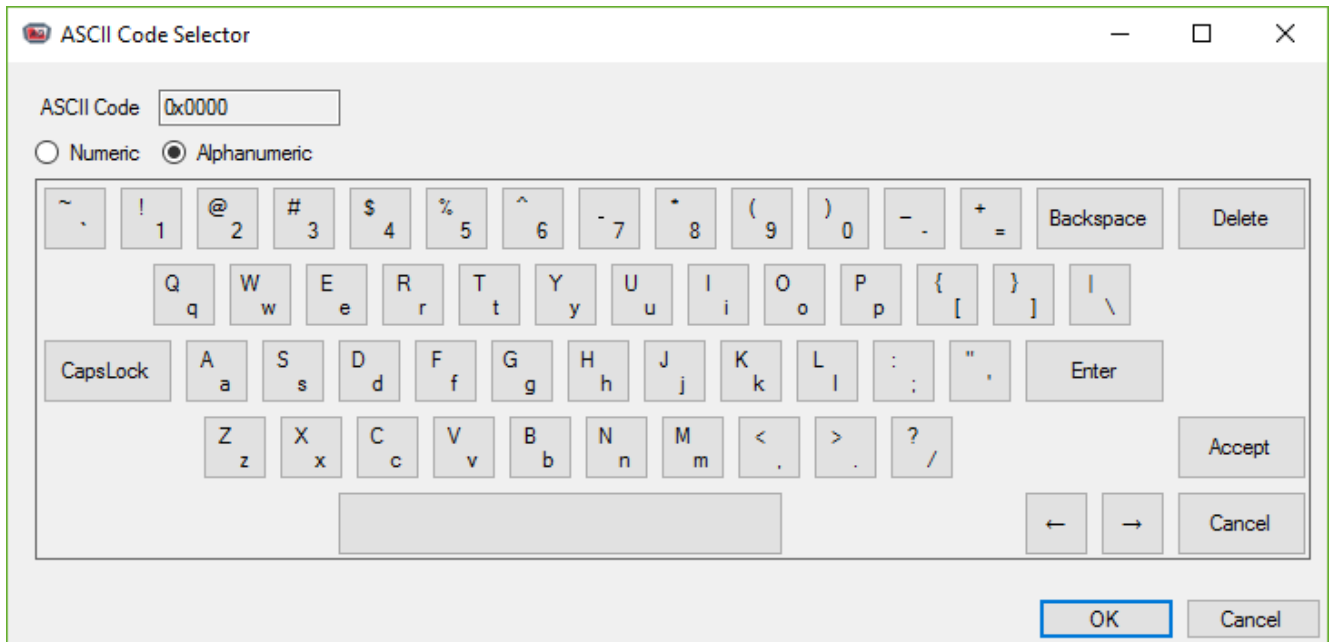 ASCII Code Selector
ASCII Code 0x0000
Numeric Alphanumeric
~ ` ! 1 @ 2 # 3 $ 4 % 5 ^ 6 - 7 * 8 ( 9 ) 0 _ - + = Backspace Delete
Q q W w E e R r T t Y y U u I i O o P p { [ } ] | \
CapsLock A a S s D d F f G g H h J j K k L l : ; " ' Enter
Z z X x C c V v B b N n M m < , > . ? / Accept
← → Cancel
OK Cancel